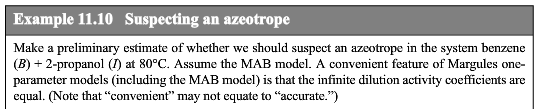 Example 11.10 Suspecting an azeotrope
Make a preliminary estimate of whether we should suspect an azeotrope in the system benzene
(B) + 2-propanol (I) at 80°C. Assume the MAB model. A convenient feature of Margules one-
parameter models (including the MAB model) is that the infinite dilution activity coefficients are
equal. (Note that “convenient” may not equate to “accurate.”)